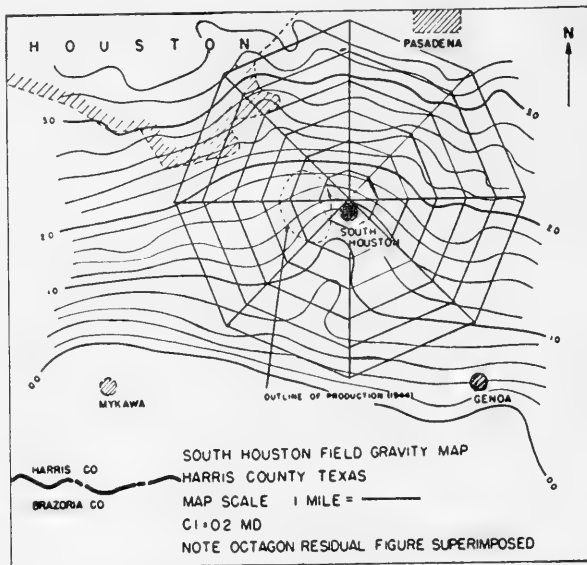 HOUSTON
PASADENA
N
30
30
SOUTH
HOUSTON
20
20
10
10
00
MYKAWA
OUTLINE OF PRODUCTION (1944)
GENOA
00
HARRIS CO
BRAZORIA CO
SOUTH HOUSTON FIELD GRAVITY MAP
HARRIS COUNTY TEXAS
MAP SCALE 1 MILE =
CI = 02 MD
NOTE OCTAGON RESIDUAL FIGURE SUPERIMPOSED